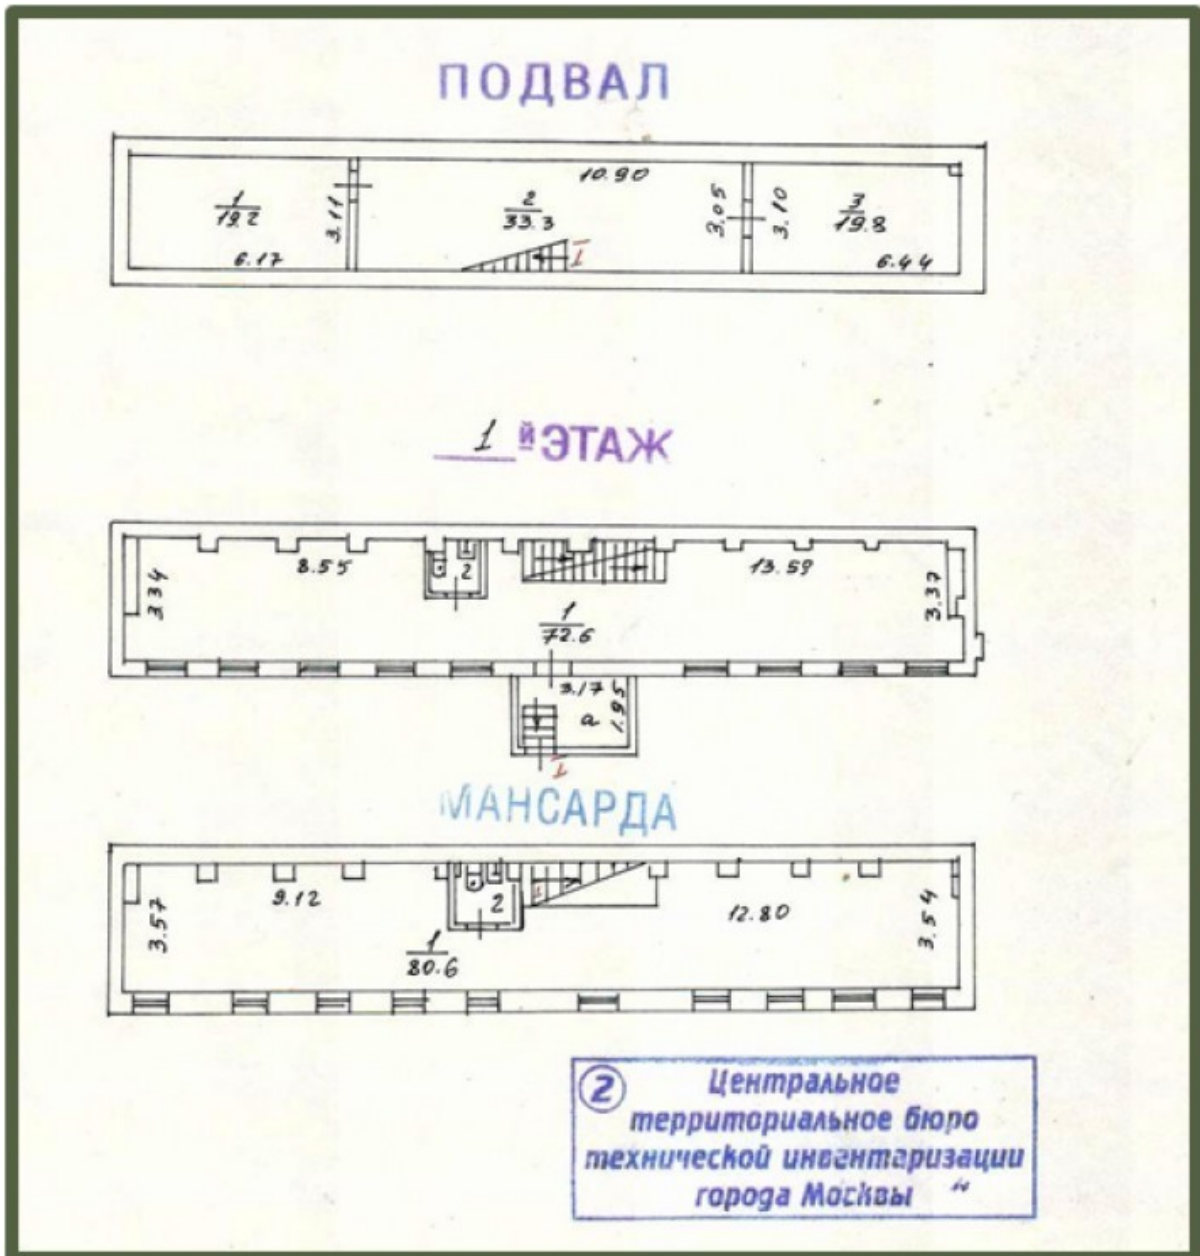 ПОДВАЛ
10.90
1
19.2
3.11
2
33.3
3.05
3.10
3
19.8
6.17
I
6.44
1 й ЭТАЖ
3.34
8.55
2
13.59
3.37
1
72.6
3.17
1.95
а
I
МАНСАРДА
3.57
9.12
2
12.80
3.54
1
80.6
2 Центральное
территориальное бюро
технической инвентаризации
города Москвы